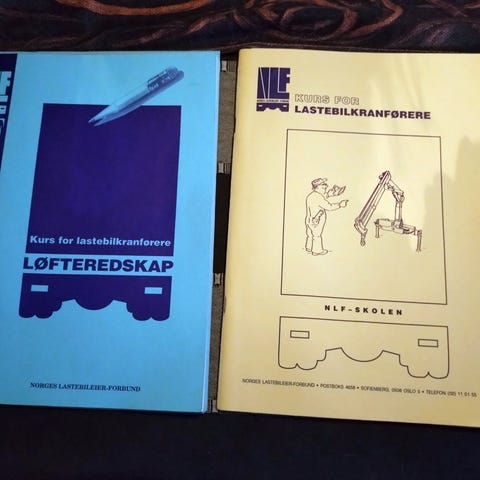 Kurs for lastebilkranførere
LØFTEREDSKAP
NORGES LASTEBILEIER-FORBUND
NLF
KURS FOR
LASTEBILKRANFØRERE
NLF-SKOLEN
NORGES LASTEBILEIER-FORBUND • POSTBOKS 4658 • SOFIENBERG, 0506 OSLO 5 • TELEFON (02) 11 01 55